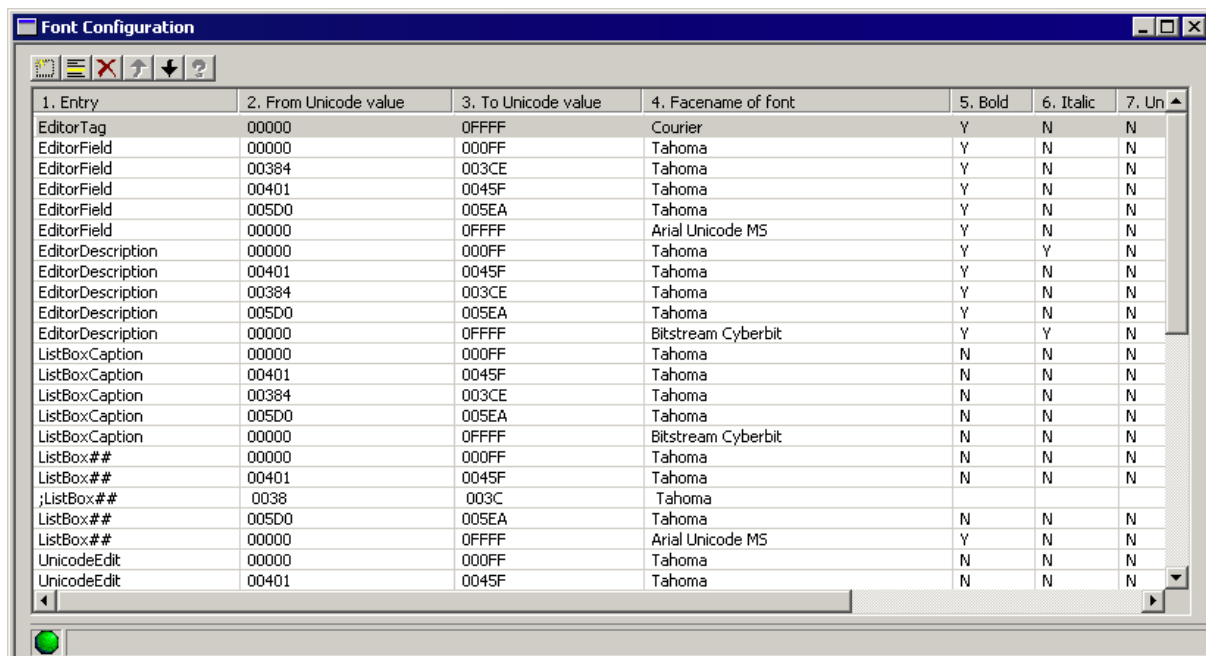 Font Configuration
1. Entry 2. From Unicode value 3. To Unicode value 4. Facename of font 5. Bold 6. Italic 7. Un
EditorTag 00000 0FFFF Courier Y N N
EditorField 00000 000FF Tahoma Y N N
EditorField 00384 003CE Tahoma Y N N
EditorField 00401 0045F Tahoma Y N N
EditorField 005D0 005EA Tahoma Y N N
EditorField 00000 0FFFF Arial Unicode MS Y N N
EditorDescription 00000 000FF Tahoma Y Y N
EditorDescription 00401 0045F Tahoma Y N N
EditorDescription 00384 003CE Tahoma Y N N
EditorDescription 005D0 005EA Tahoma Y N N
EditorDescription 00000 0FFFF Bitstream Cyberbit Y Y N
ListBoxCaption 00000 000FF Tahoma N N N
ListBoxCaption 00401 0045F Tahoma N N N
ListBoxCaption 00384 003CE Tahoma N N N
ListBoxCaption 005D0 005EA Tahoma N N N
ListBoxCaption 00000 0FFFF Bitstream Cyberbit N N N
ListBox## 00000 000FF Tahoma N N N
ListBox## 00401 0045F Tahoma N N N
;ListBox## 0038 003C Tahoma
ListBox## 005D0 005EA Tahoma N N N
ListBox## 00000 0FFFF Arial Unicode MS Y N N
UnicodeEdit 00000 000FF Tahoma N N N
UnicodeEdit 00401 0045F Tahoma N N N